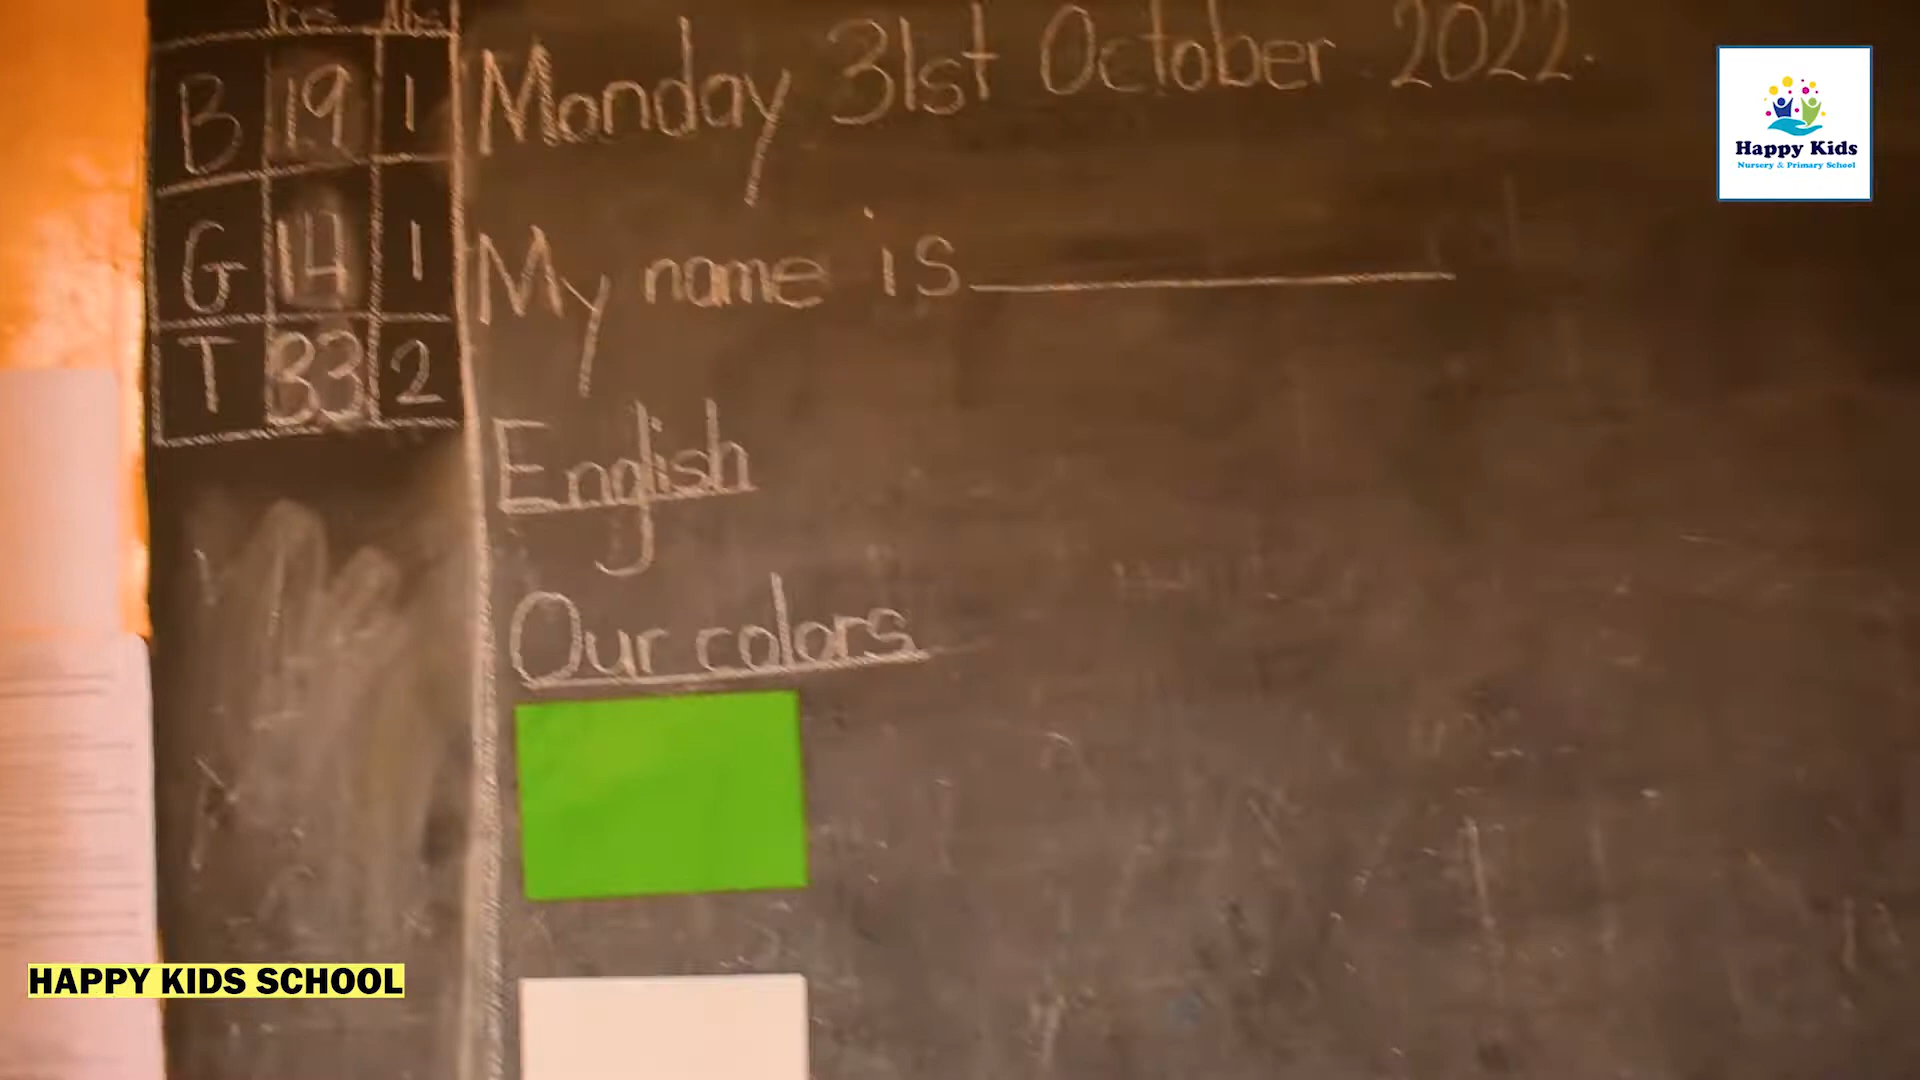 Pres Abs
B 19 1
G 14 1
T 33 2
Monday 31st October 2022.
My name is
English
Our colors
Happy Kids
Nursery & Primary School
HAPPY KIDS SCHOOL